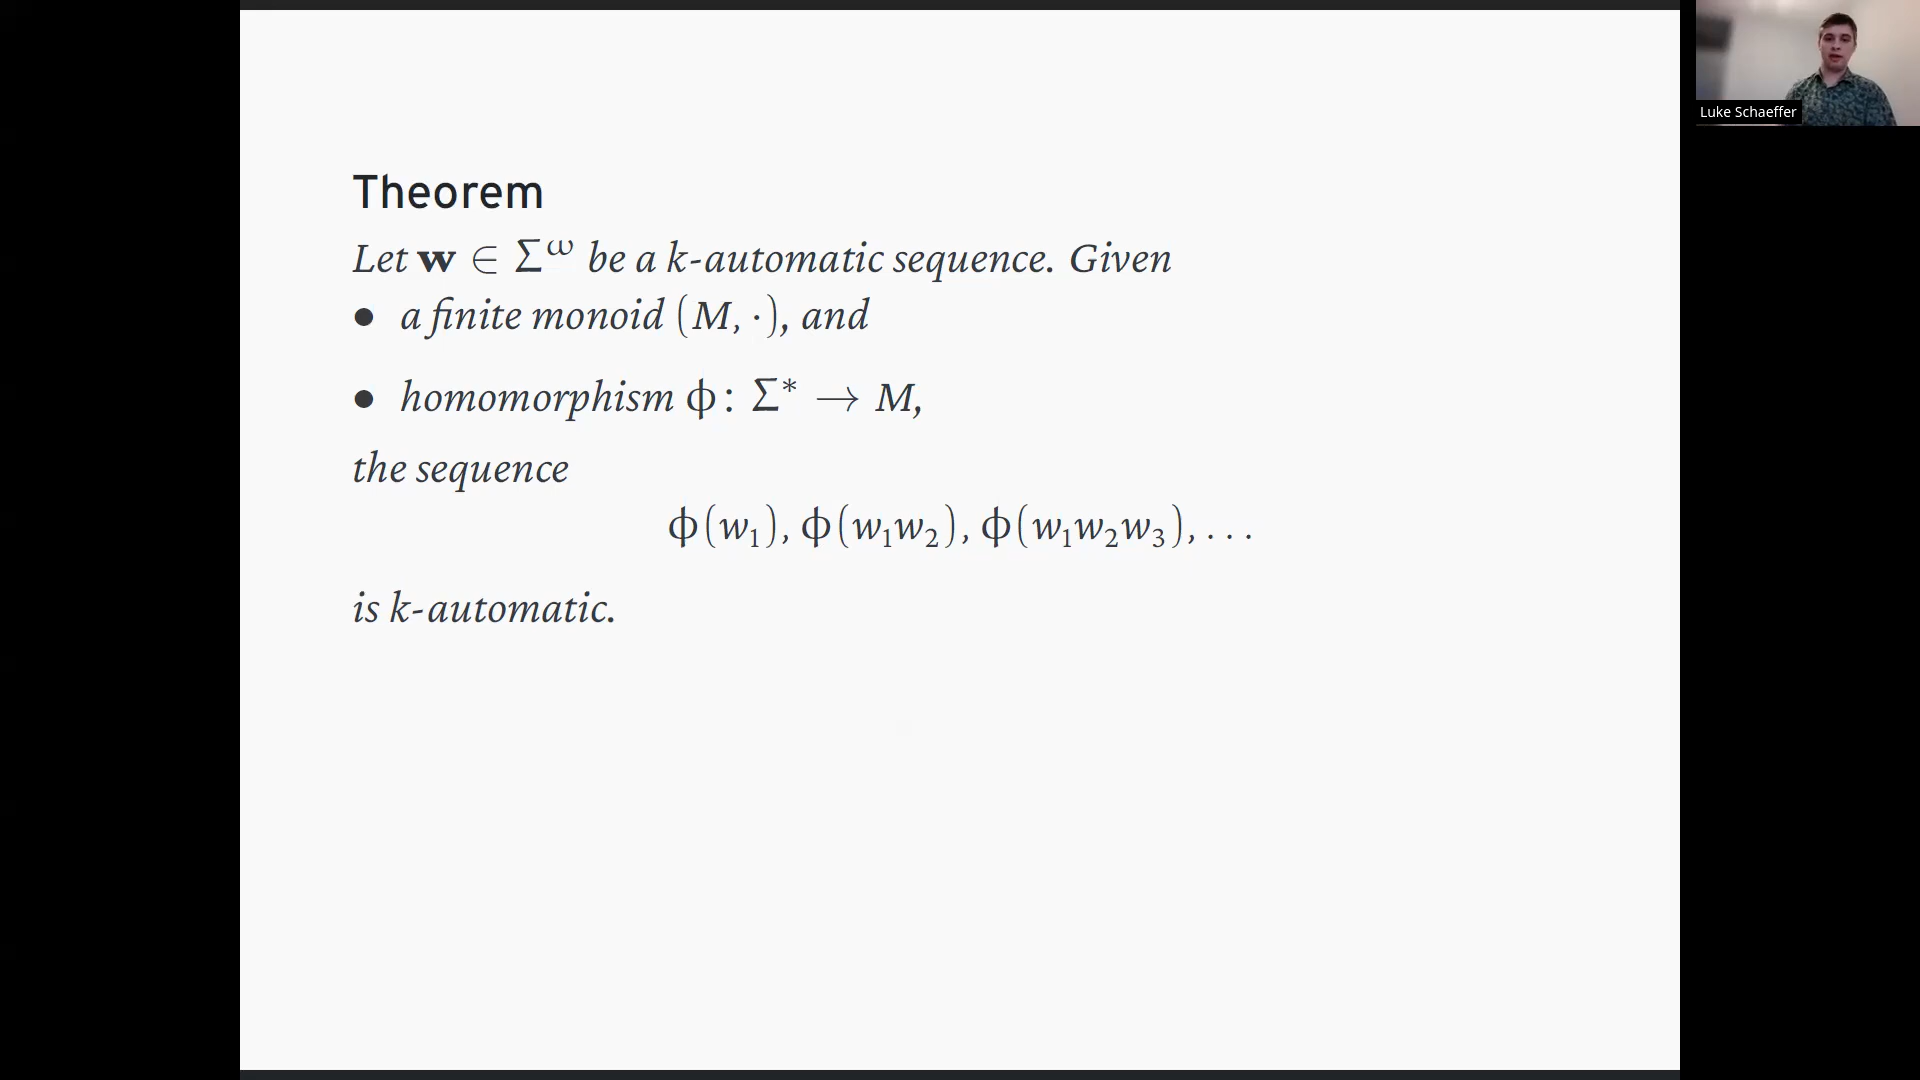 Theorem
Let w ∈ Σ^ω be a k-automatic sequence. Given
• a finite monoid (M, ·), and
• homomorphism ϕ: Σ* → M,
the sequence
ϕ(w₁), ϕ(w₁w₂), ϕ(w₁w₂w₃), . . .
is k-automatic.
Luke Schaeffer